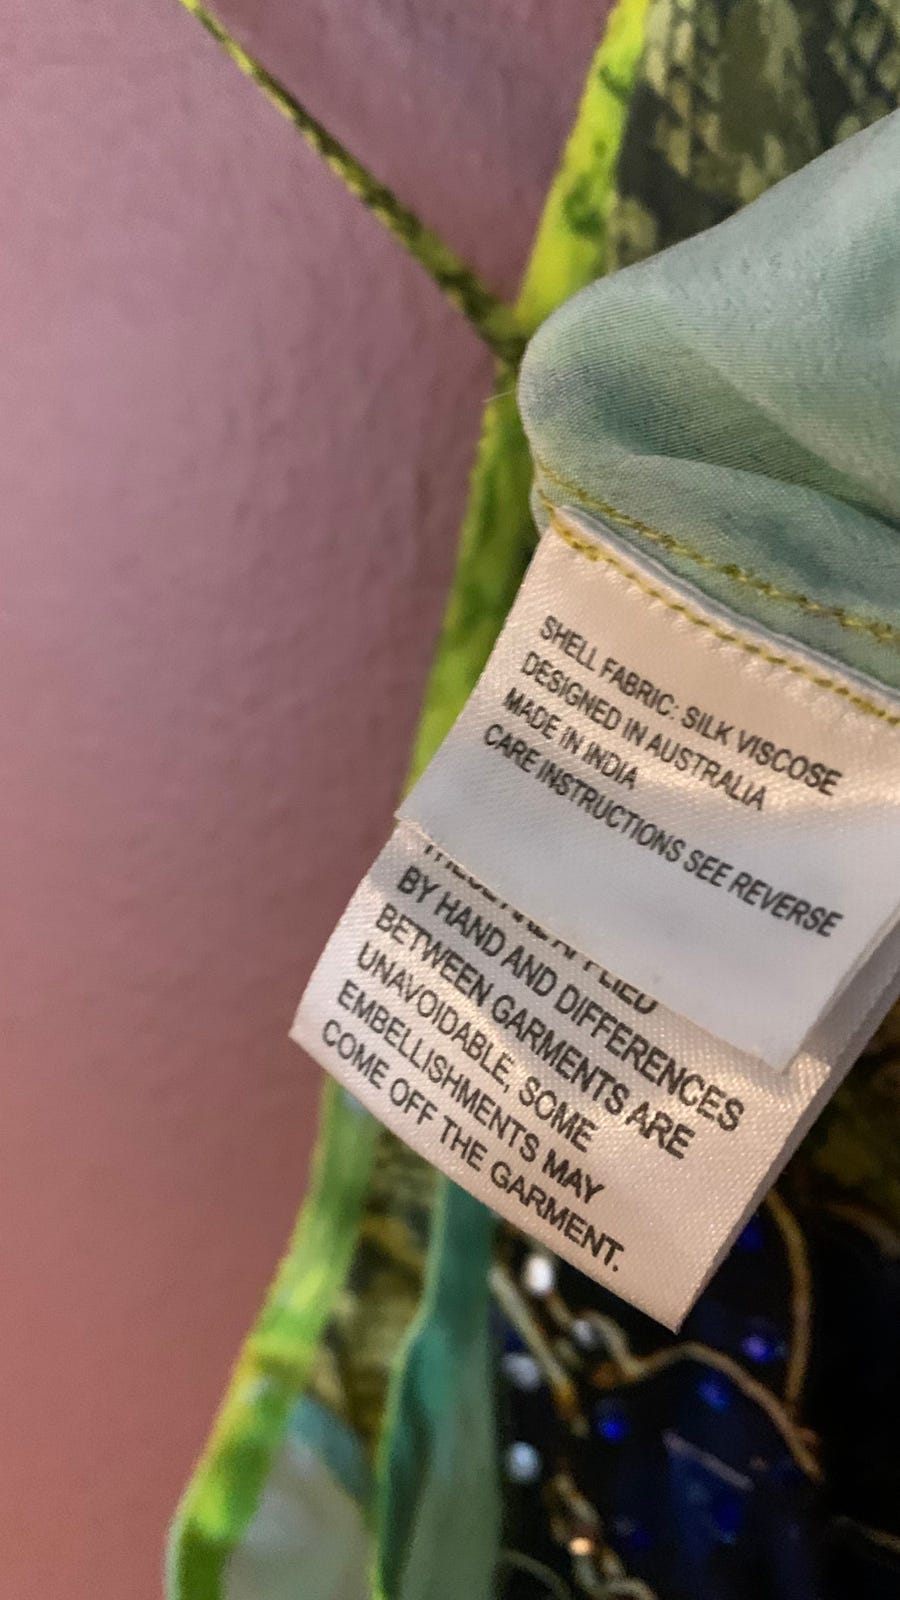 SHELL FABRIC: SILK VISCOSE
DESIGNED IN AUSTRALIA
MADE IN INDIA
CARE INSTRUCTIONS SEE REVERSE
BY HAND AND DIFFERENCES
BETWEEN GARMENTS ARE
UNAVOIDABLE, SOME
EMBELLISHMENTS MAY
COME OFF THE GARMENT.